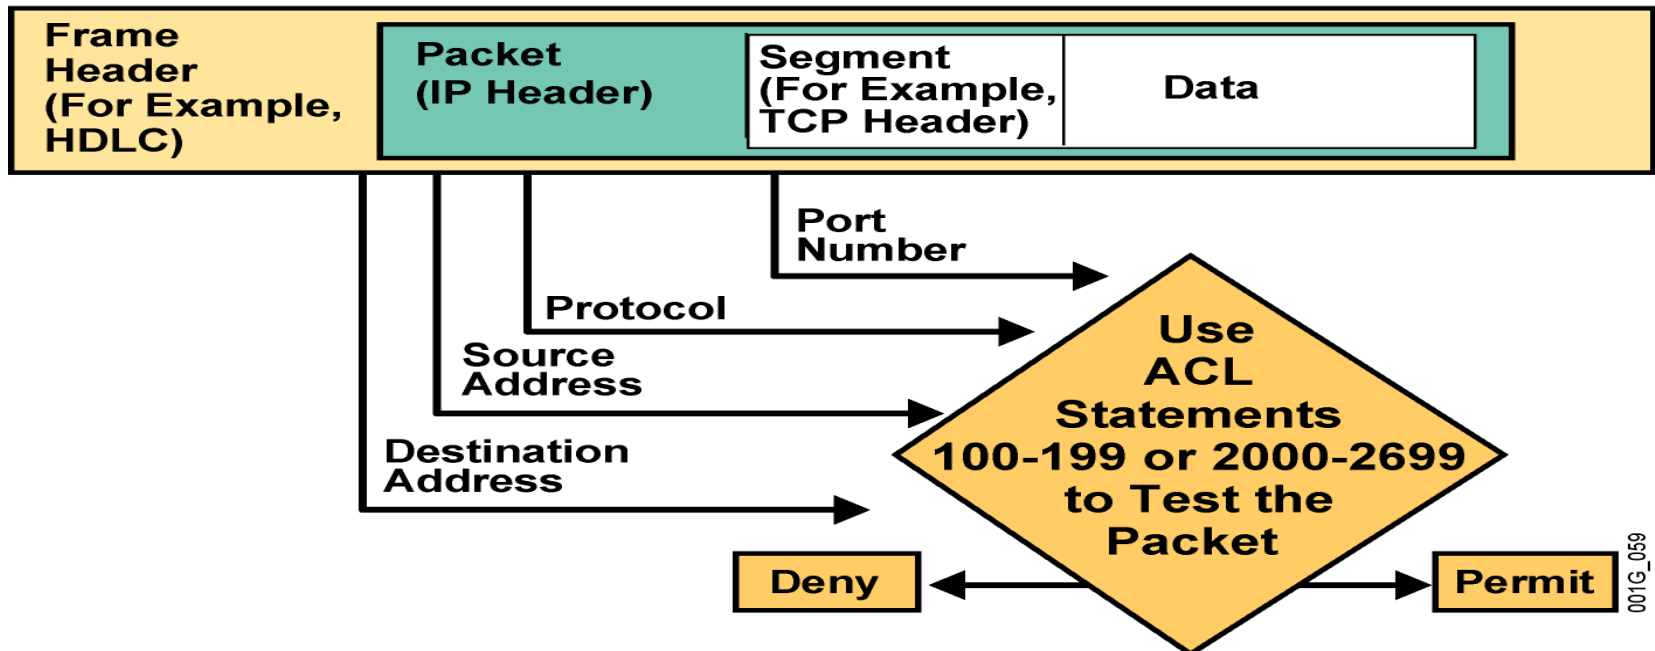 Frame
Header
(For Example,
HDLC)
Packet
(IP Header)
Segment
(For Example,
TCP Header)
Data
Port
Number
Protocol
Source
Address
Destination
Address
Use
ACL
Statements
100-199 or 2000-2699
to Test the
Packet
Deny
Permit
001G_059